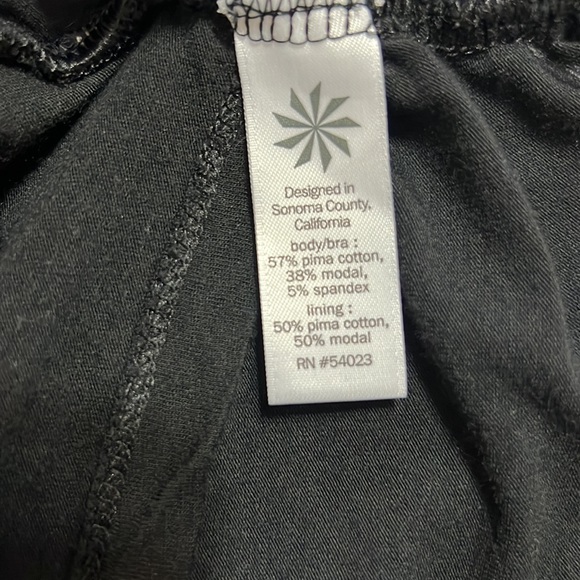 Designed in
Sonoma County,
California
body/bra :
57% pima cotton,
38% modal,
5% spandex
lining :
50% pima cotton,
50% modal
RN #54023